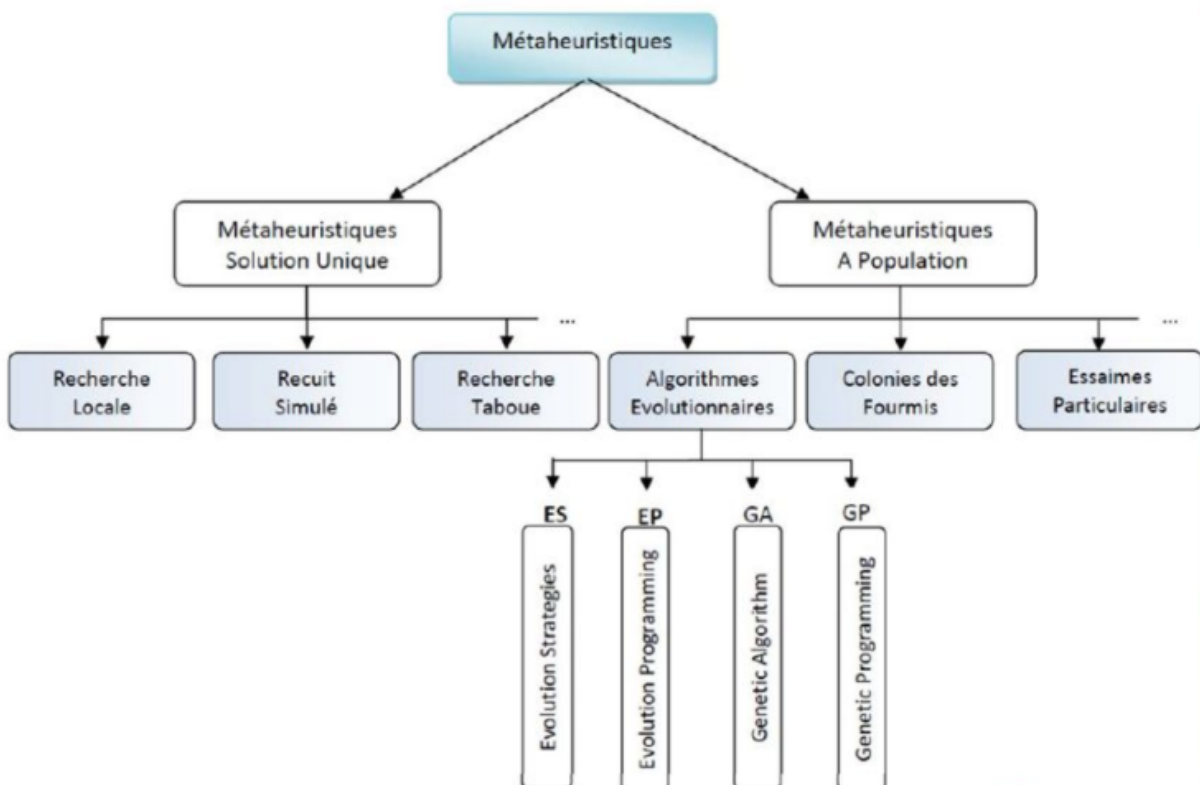 Métaheuristiques
Métaheuristiques
Solution Unique
Métaheuristiques
A Population
...
...
Recherche
Locale
Recuit
Simulé
Recherche
Taboue
Algorithmes
Evolutionnaires
Colonies des
Fourmis
Essaimes
Particulaires
ES
EP
GA
GP
Evolution Strategies
Evolution Programming
Genetic Algorithm
Genetic Programming